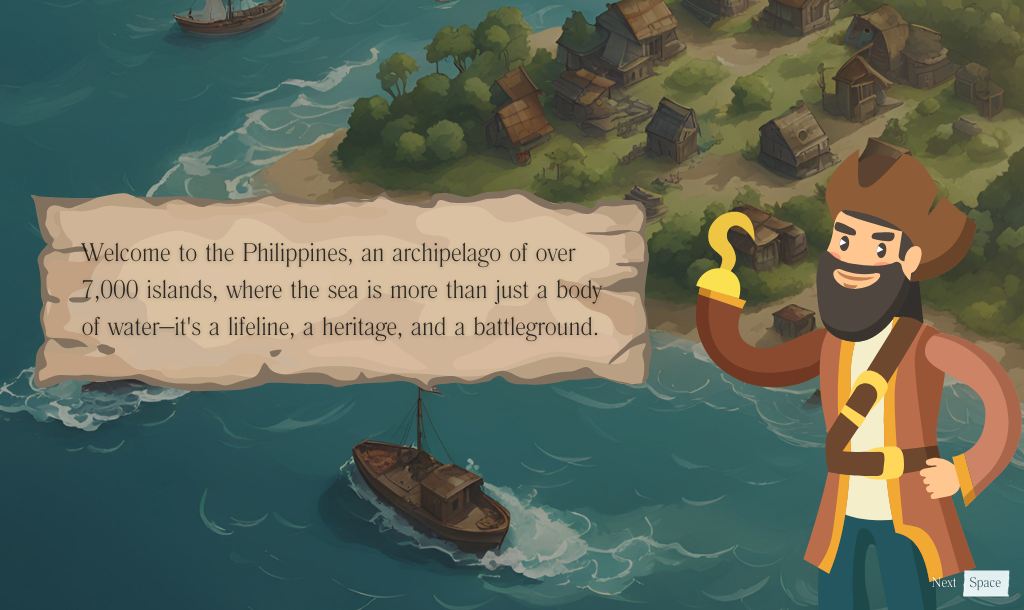 Welcome to the Philippines, an archipelago of over
7,000 islands, where the sea is more than just a body
of water—it's a lifeline, a heritage, and a battleground.
Next Space